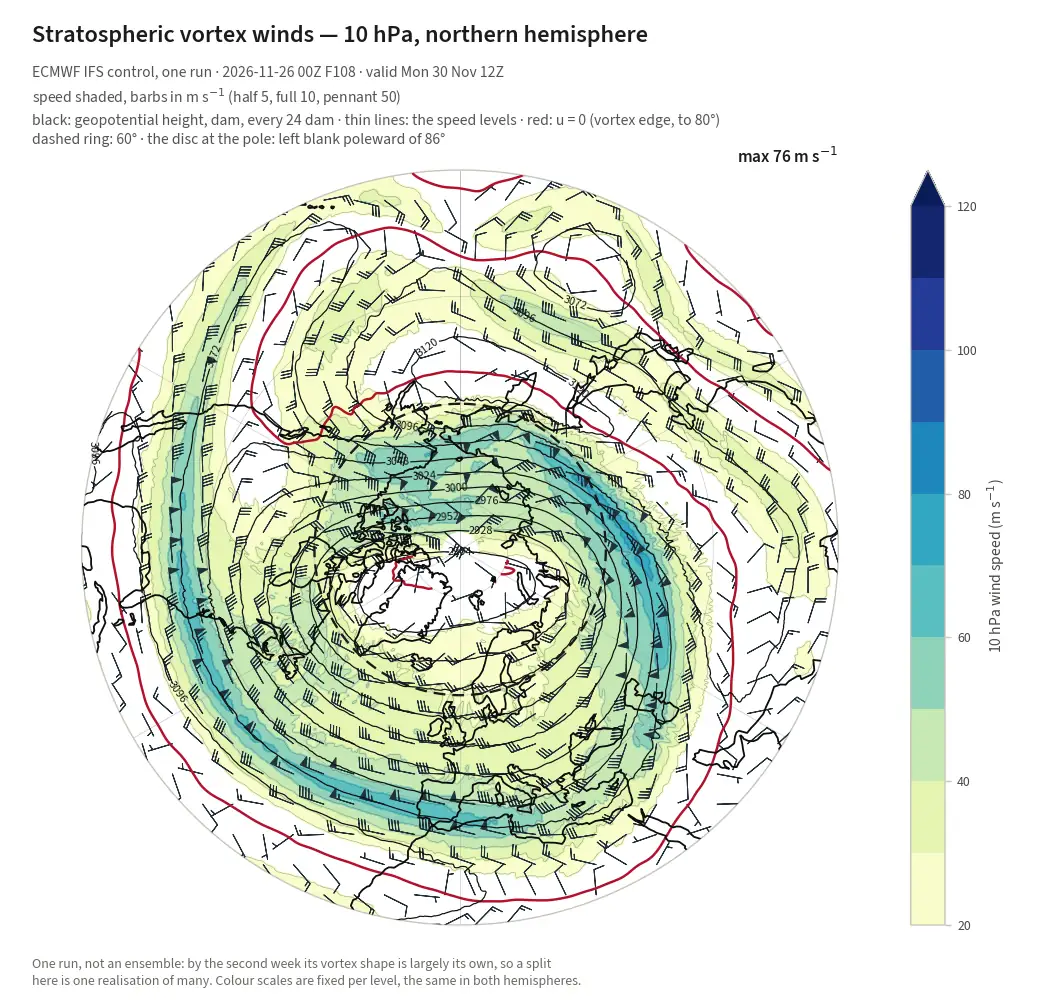 Stratospheric vortex winds — 10 hPa, northern hemisphere
ECMWF IFS control, one run · 2026-11-26 00Z F108 · valid Mon 30 Nov 12Z
speed shaded, barbs in m s⁻¹ (half 5, full 10, pennant 50)
black: geopotential height, dam, every 24 dam · thin lines: the speed levels · red: u = 0 (vortex edge, to 80°)
dashed ring: 60° · the disc at the pole: left blank poleward of 86°
max 76 m s⁻¹
120
100
80
60
40
20
10 hPa wind speed (m s⁻¹)
3072
3096
3120
3096
3048
3024
3000
2976
2952
2928
3096
One run, not an ensemble: by the second week its vortex shape is largely its own, so a split
here is one realisation of many. Colour scales are fixed per level, the same in both hemispheres.